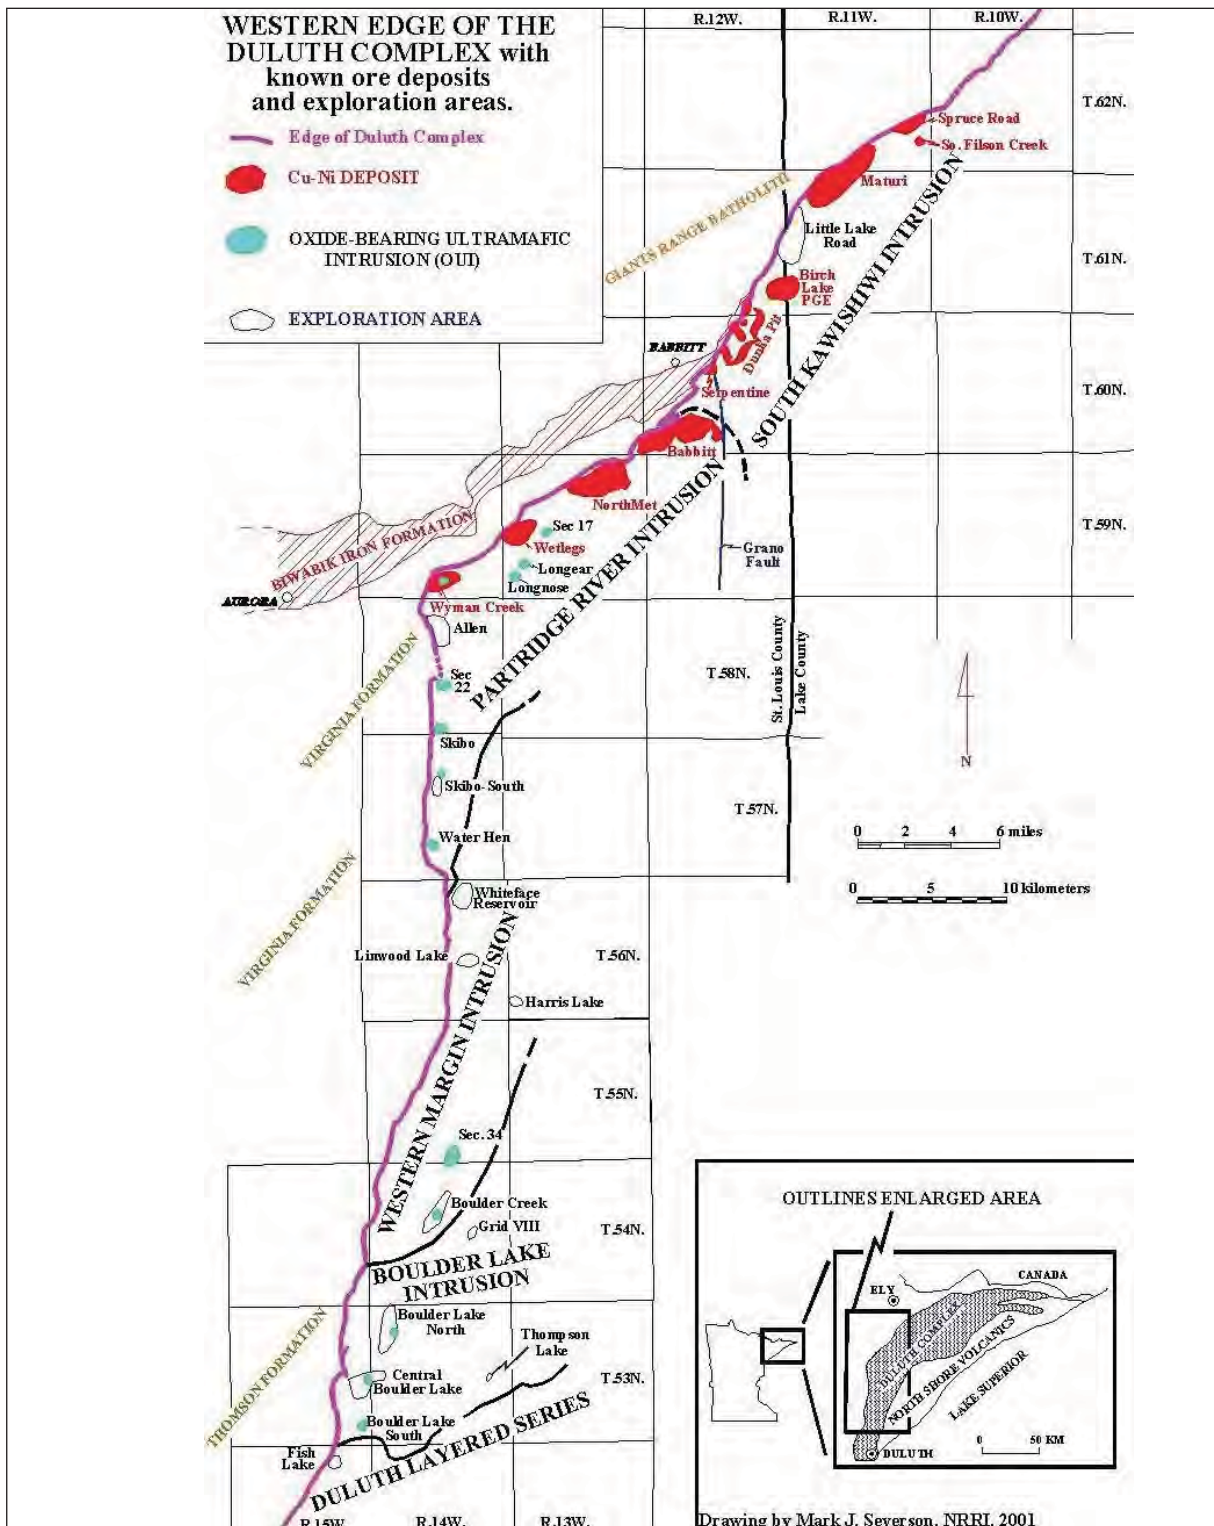 WESTERN EDGE OF THE
DULUTH COMPLEX with
known ore deposits
and exploration areas.
Edge of Duluth Complex
Cu-Ni DEPOSIT
OXIDE-BEARING ULTRAMAFIC
INTRUSION (OUI)
EXPLORATION AREA
R.12W.
R.11W.
R.10W.
T.62N.
Spruce Road
So. Filson Creek
Maturi
GIANTS RANGE BATHOLITH
Little Lake
Road
T.61N.
Birch
Lake
PGE
SOUTH KAWISHIWI INTRUSION
Dunka Pit
BABBITT
Serpentine
T.60N.
Babbitt
NorthMet
BIWABIK IRON FORMATION
Sec 17
T.59N.
Wetlegs
Longear
Grano
Fault
Longnose
AURORA
Wyman Creek
Allen
PARTRIDGE RIVER INTRUSION
St. Louis County
Lake County
VIRGINIA FORMATION
Sec
22
T.58N.
Skibo
N
Skibo-South
T.57N.
0 2 4 6 miles
Water Hen
0 5 10 kilometers
Whiteface
Reservoir
VIRGINIA FORMATION
Linwood Lake
T.56N.
Harris Lake
WESTERN MARGIN INTRUSION
T.55N.
Sec. 34
Boulder Creek
Grid VIII
T.54N.
BOULDER LAKE
INTRUSION
Boulder Lake
North
Thompson
Lake
THOMSON FORMATION
Central
Boulder Lake
T.53N.
Boulder Lake
South
Fish
Lake
DULUTH LAYERED SERIES
R.15W.
R.14W.
R.13W.
OUTLINES ENLARGED AREA
CANADA
ELY
DULUTH COMPLEX
NORTH SHORE VOLCANICS
LAKE SUPERIOR
0 50 KM
DULUTH
Drawing by Mark J. Severson, NRRI, 2001